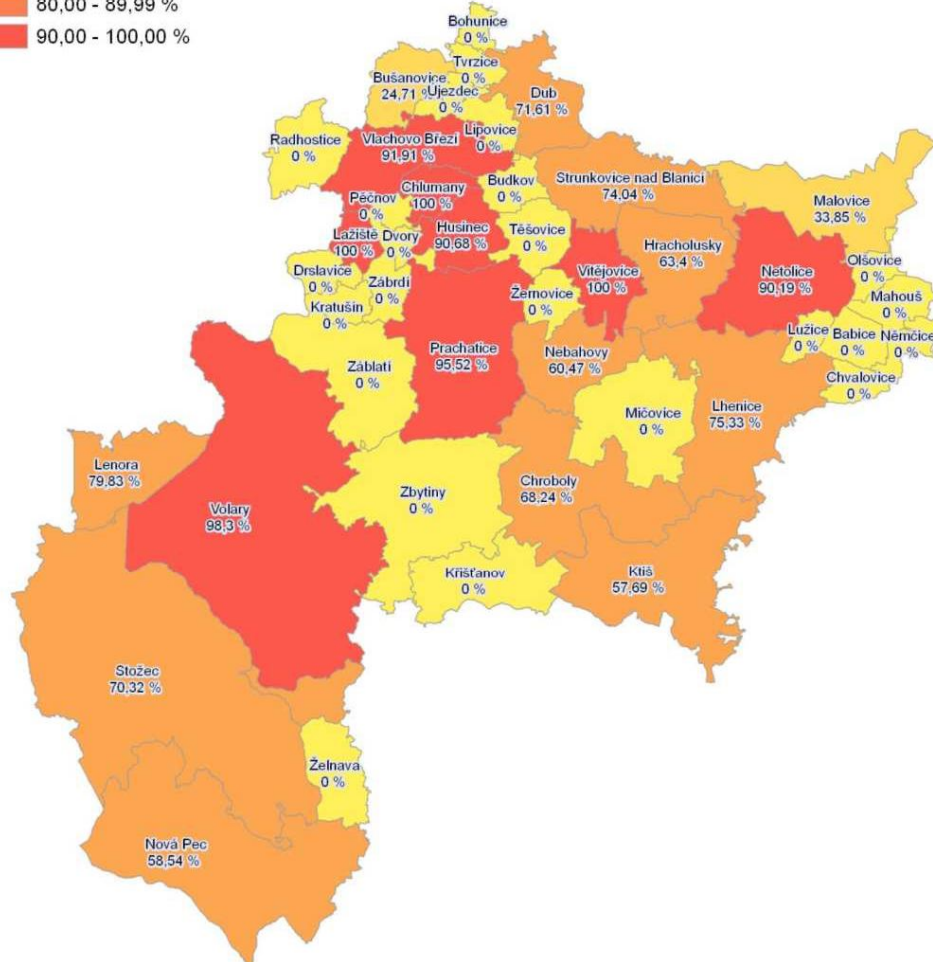 80,00 - 89,99 %
90,00 - 100,00 %
Bohunice
0 %
Tvrzice
0 %
Bušanovice
24,71 %
Újezdec
0 %
Dub
71,61 %
Radhostice
0 %
Vlachovo Březí
91,91 %
Lipovice
0 %
Strunkovice nad Blanicí
74,04 %
Budkov
0 %
Chlumany
100 %
Pěčnov
0 %
Malovice
33,85 %
Husinec
90,68 %
Těšovice
0 %
Lažiště
100 %
Dvory
0 %
Hracholusky
63,4 %
Drslavice
0 %
Zábrdí
0 %
Vitějovice
100 %
Netolice
90,19 %
Olšovice
0 %
Mahouš
0 %
Kratušín
0 %
Žernovice
0 %
Lužice
0 %
Babice
0 %
Němčice
0 %
Prachatice
95,52 %
Nebahovy
60,47 %
Záblatí
0 %
Chvalovice
0 %
Mičovice
0 %
Lhenice
75,33 %
Lenora
79,83 %
Chroboly
68,24 %
Zbytiny
0 %
Volary
98,3 %
Křišťanov
0 %
Ktiš
57,69 %
Stožec
70,32 %
Želnava
0 %
Nová Pec
58,54 %